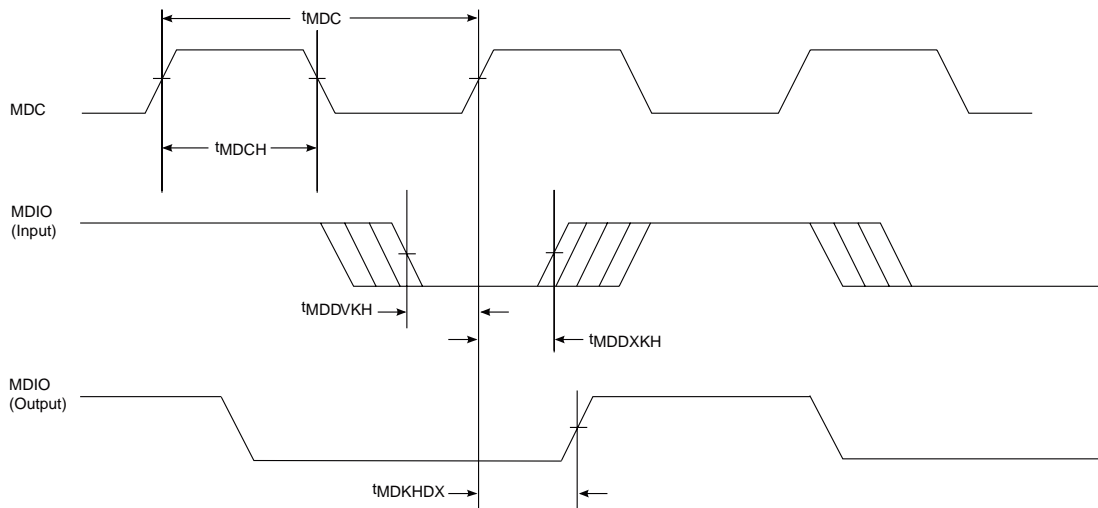 tMDC
MDC
tMDCH
MDIO
(Input)
tMDDVKH
tMDDXKH
MDIO
(Output)
tMDKHDX